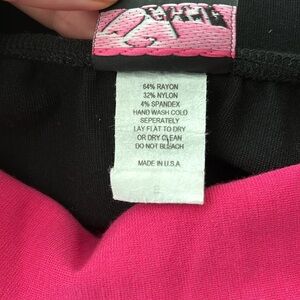 64% RAYON
32% NYLON
4% SPANDEX
HAND WASH COLD
SEPERATELY
LAY FLAT TO DRY
OR DRY CLEAN
DO NOT BLEACH
MADE IN U.S.A.